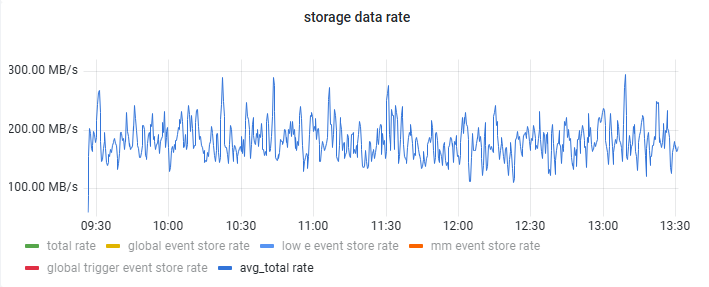 storage data rate
300.00 MB/s
200.00 MB/s
100.00 MB/s
09:30 10:00 10:30 11:00 11:30 12:00 12:30 13:00 13:30
total rate global event store rate low e event store rate mm event store rate
global trigger event store rate avg_total rate